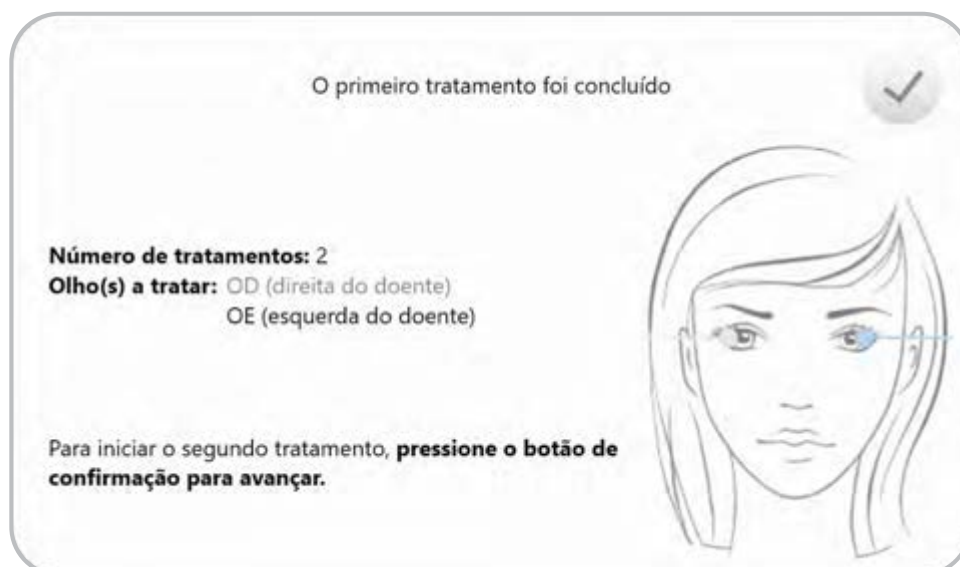 O primeiro tratamento foi concluído
Número de tratamentos: 2
Olho(s) a tratar: OD (direita do doente)
OE (esquerda do doente)
Para iniciar o segundo tratamento, pressione o botão de
confirmação para avançar.